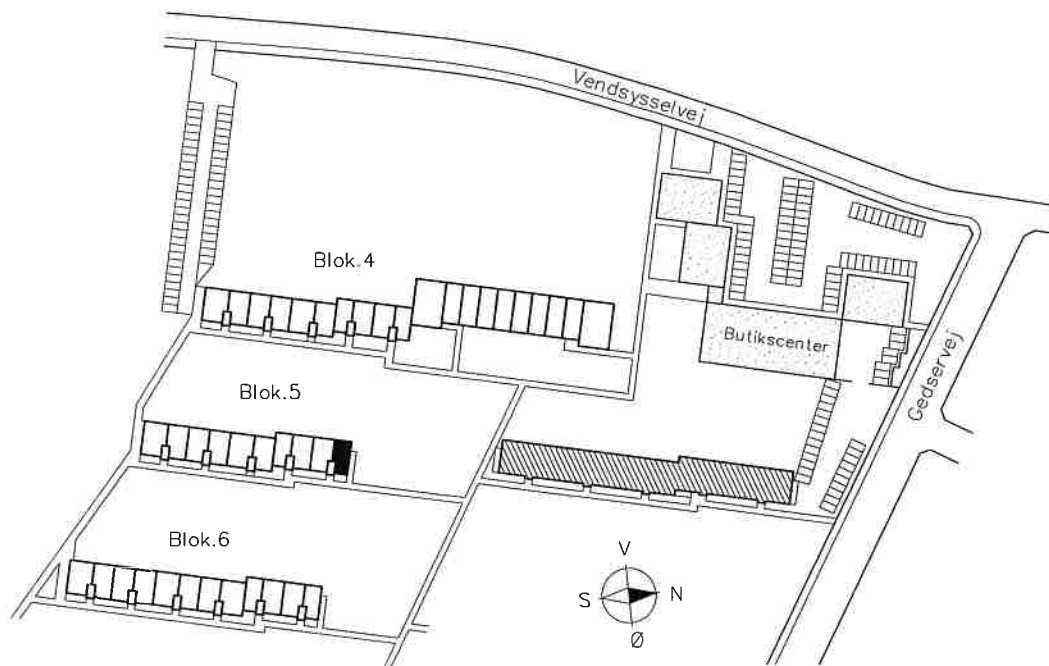 Vendsysselvej
Blok.4
Butikscenter
Blok.5
Gedservej
Blok.6
V
S N
Ø